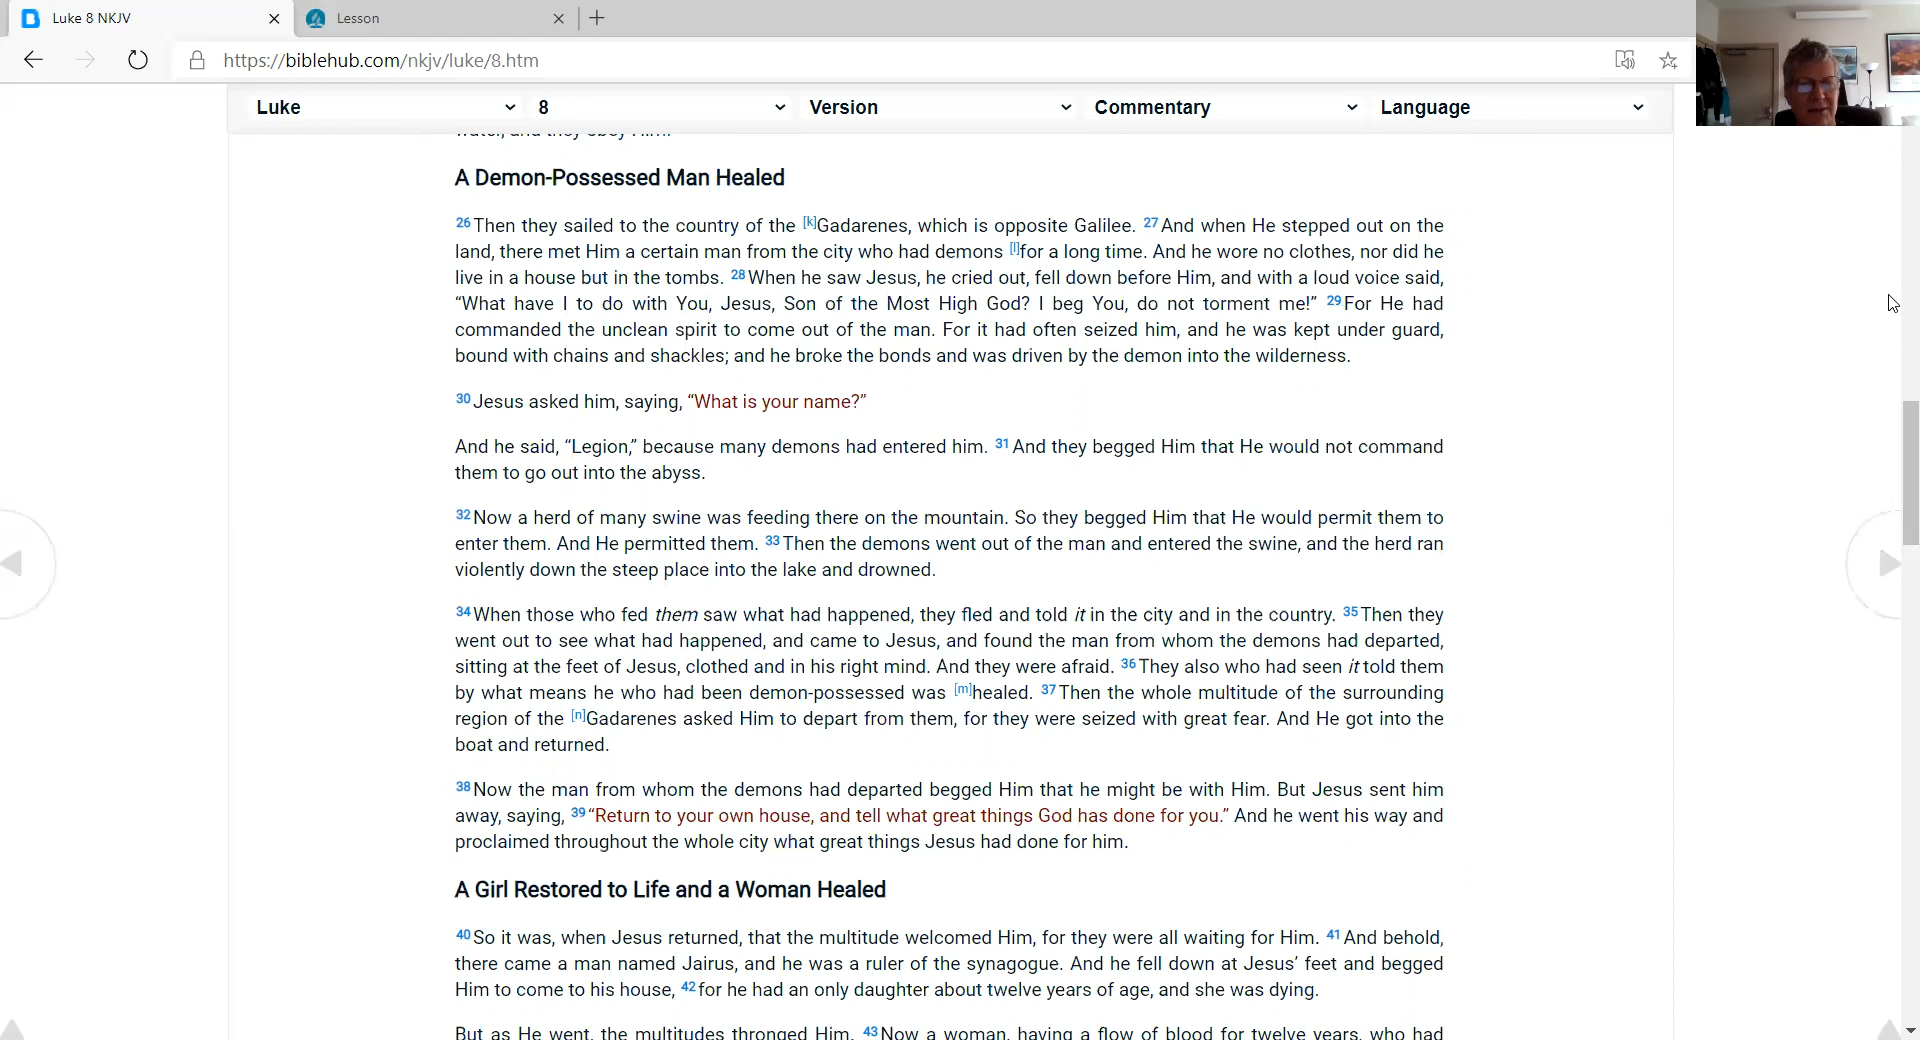 Luke 8 NKJV
Lesson
https://biblehub.com/nkjv/luke/8.htm
Luke 8 Version Commentary Language
water, and they obey Him!
A Demon-Possessed Man Healed
26 Then they sailed to the country of the [k]Gadarenes, which is opposite Galilee. 27 And when He stepped out on the
land, there met Him a certain man from the city who had demons [l]for a long time. And he wore no clothes, nor did he
live in a house but in the tombs. 28 When he saw Jesus, he cried out, fell down before Him, and with a loud voice said,
“What have I to do with You, Jesus, Son of the Most High God? I beg You, do not torment me!” 29 For He had
commanded the unclean spirit to come out of the man. For it had often seized him, and he was kept under guard,
bound with chains and shackles; and he broke the bonds and was driven by the demon into the wilderness.
30 Jesus asked him, saying, “What is your name?”
And he said, “Legion,” because many demons had entered him. 31 And they begged Him that He would not command
them to go out into the abyss.
32 Now a herd of many swine was feeding there on the mountain. So they begged Him that He would permit them to
enter them. And He permitted them. 33 Then the demons went out of the man and entered the swine, and the herd ran
violently down the steep place into the lake and drowned.
34 When those who fed them saw what had happened, they fled and told it in the city and in the country. 35 Then they
went out to see what had happened, and came to Jesus, and found the man from whom the demons had departed,
sitting at the feet of Jesus, clothed and in his right mind. And they were afraid. 36 They also who had seen it told them
by what means he who had been demon-possessed was [m]healed. 37 Then the whole multitude of the surrounding
region of the [n]Gadarenes asked Him to depart from them, for they were seized with great fear. And He got into the
boat and returned.
38 Now the man from whom the demons had departed begged Him that he might be with Him. But Jesus sent him
away, saying, 39 “Return to your own house, and tell what great things God has done for you.” And he went his way and
proclaimed throughout the whole city what great things Jesus had done for him.
A Girl Restored to Life and a Woman Healed
40 So it was, when Jesus returned, that the multitude welcomed Him, for they were all waiting for Him. 41 And behold,
there came a man named Jairus, and he was a ruler of the synagogue. And he fell down at Jesus’ feet and begged
Him to come to his house, 42 for he had an only daughter about twelve years of age, and she was dying.
But as He went, the multitudes thronged Him. 43 Now a woman, having a flow of blood for twelve years, who had